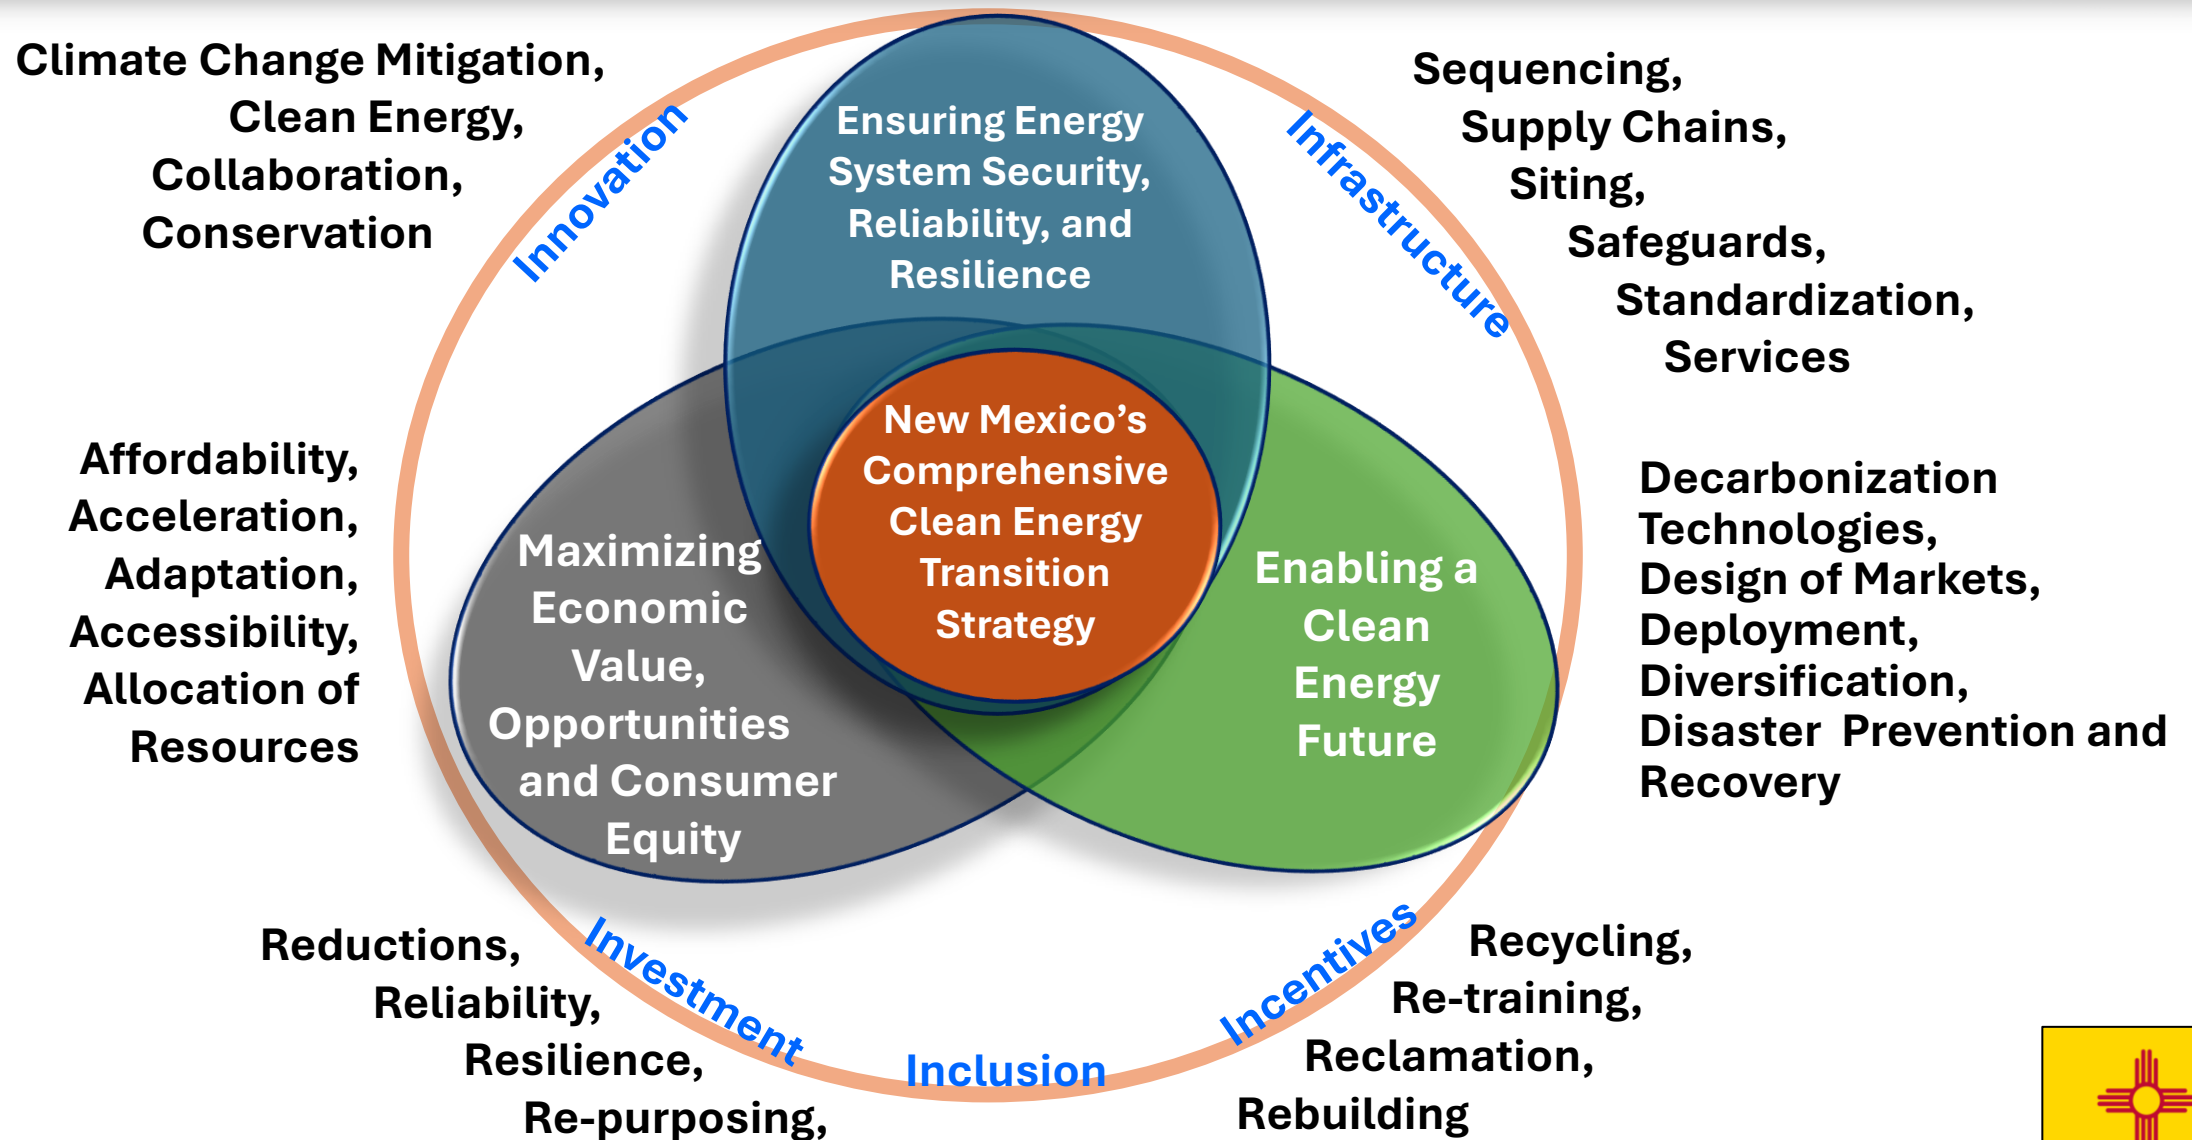 Climate Change Mitigation,
Clean Energy,
Collaboration,
Conservation
Innovation
Ensuring Energy
System Security,
Reliability, and
Resilience
Infrastructure
Sequencing,
Supply Chains,
Siting,
Safeguards,
Standardization,
Services
Affordability,
Acceleration,
Adaptation,
Accessibility,
Allocation of
Resources
Maximizing
Economic
Value,
Opportunities
and Consumer
Equity
New Mexico’s
Comprehensive
Clean Energy
Transition
Strategy
Enabling a
Clean
Energy
Future
Decarbonization
Technologies,
Design of Markets,
Deployment,
Diversification,
Disaster  Prevention and
Recovery
Reductions,
Reliability,
Resilience,
Re-purposing,
Investment
Inclusion
Incentives
Recycling,
Re-training,
Reclamation,
Rebuilding